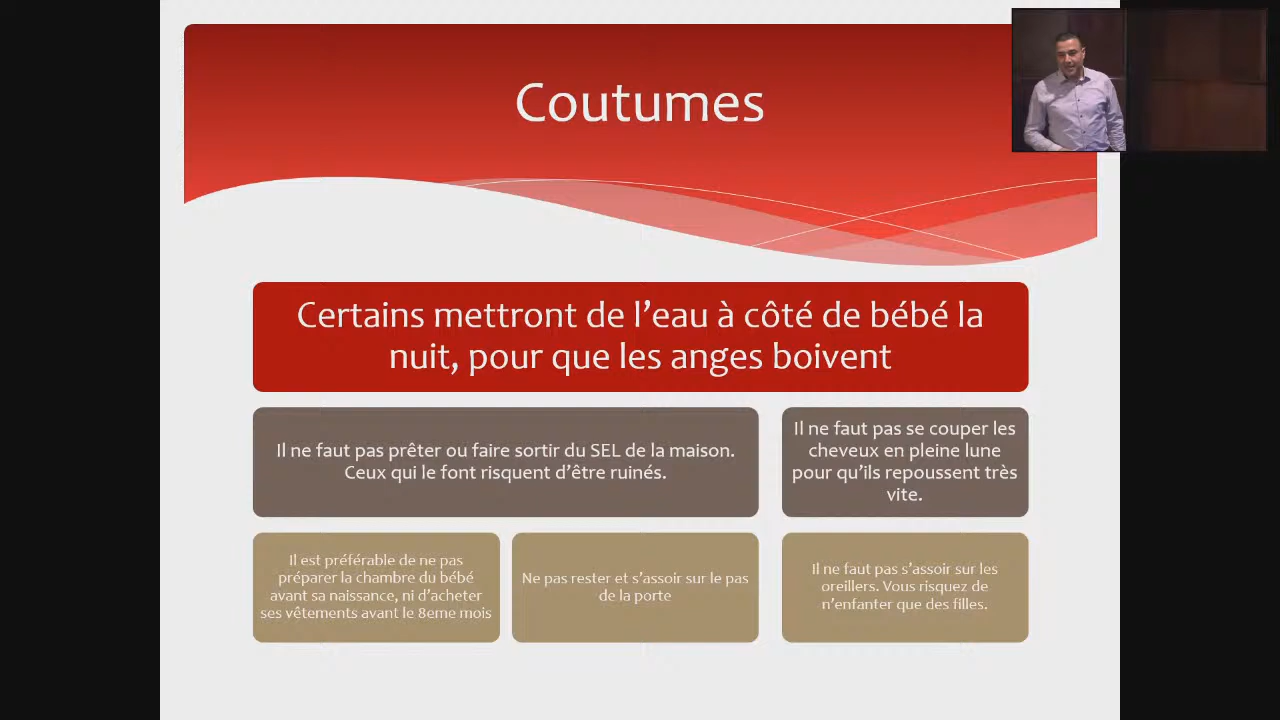 Coutumes
Certains mettront de l’eau à côté de bébé la
nuit, pour que les anges boivent
Il ne faut pas prêter ou faire sortir du SEL de la maison.
Ceux qui le font risquent d’être ruinés.
Il ne faut pas se couper les
cheveux en pleine lune
pour qu’ils repoussent très
vite.
Il est préférable de ne pas
préparer la chambre du bébé
avant sa naissance, ni d’acheter
ses vêtements avant le 8eme mois
Ne pas rester et s’assoir sur le pas
de la porte
Il ne faut pas s’assoir sur les
oreillers. Vous risquez de
n’enfanter que des filles.